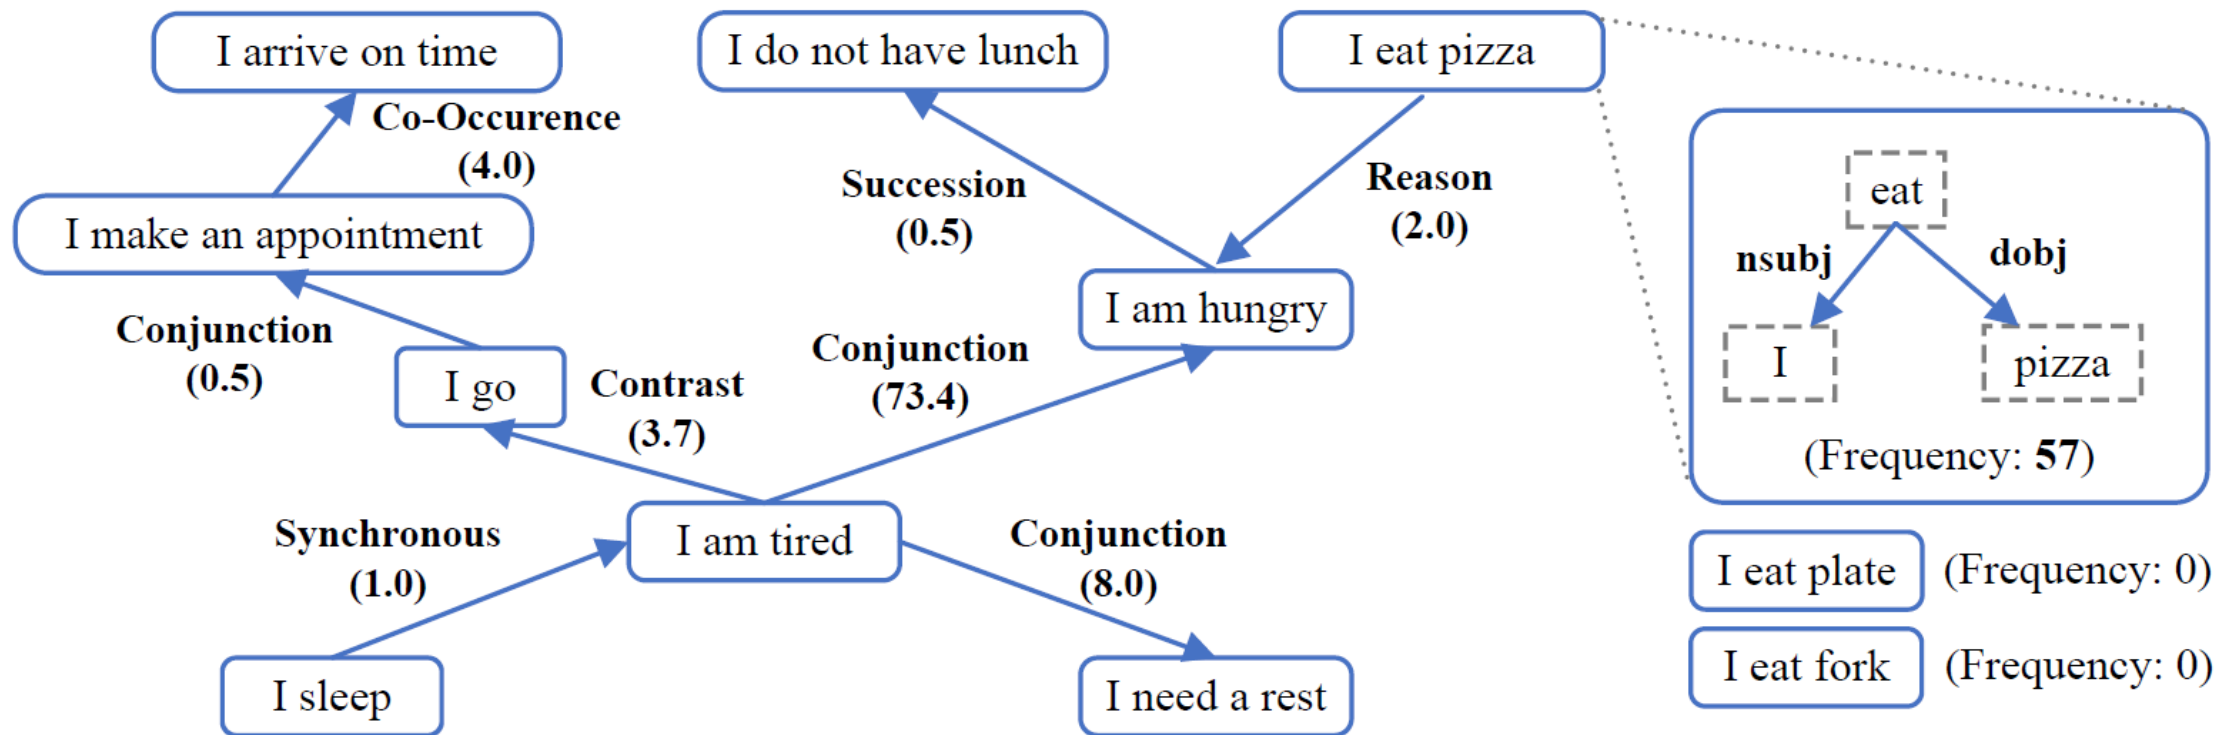 I arrive on time
I do not have lunch
I eat pizza
Co-Occurence
(4.0)
eat
Succession
(0.5)
Reason
(2.0)
I make an appointment
nsubj
dobj
I am hungry
Conjunction
(0.5)
I go
Contrast
(3.7)
Conjunction
(73.4)
I
pizza
(Frequency: 57)
Synchronous
(1.0)
I am tired
Conjunction
(8.0)
I eat plate (Frequency: 0)
I sleep
I need a rest
I eat fork (Frequency: 0)